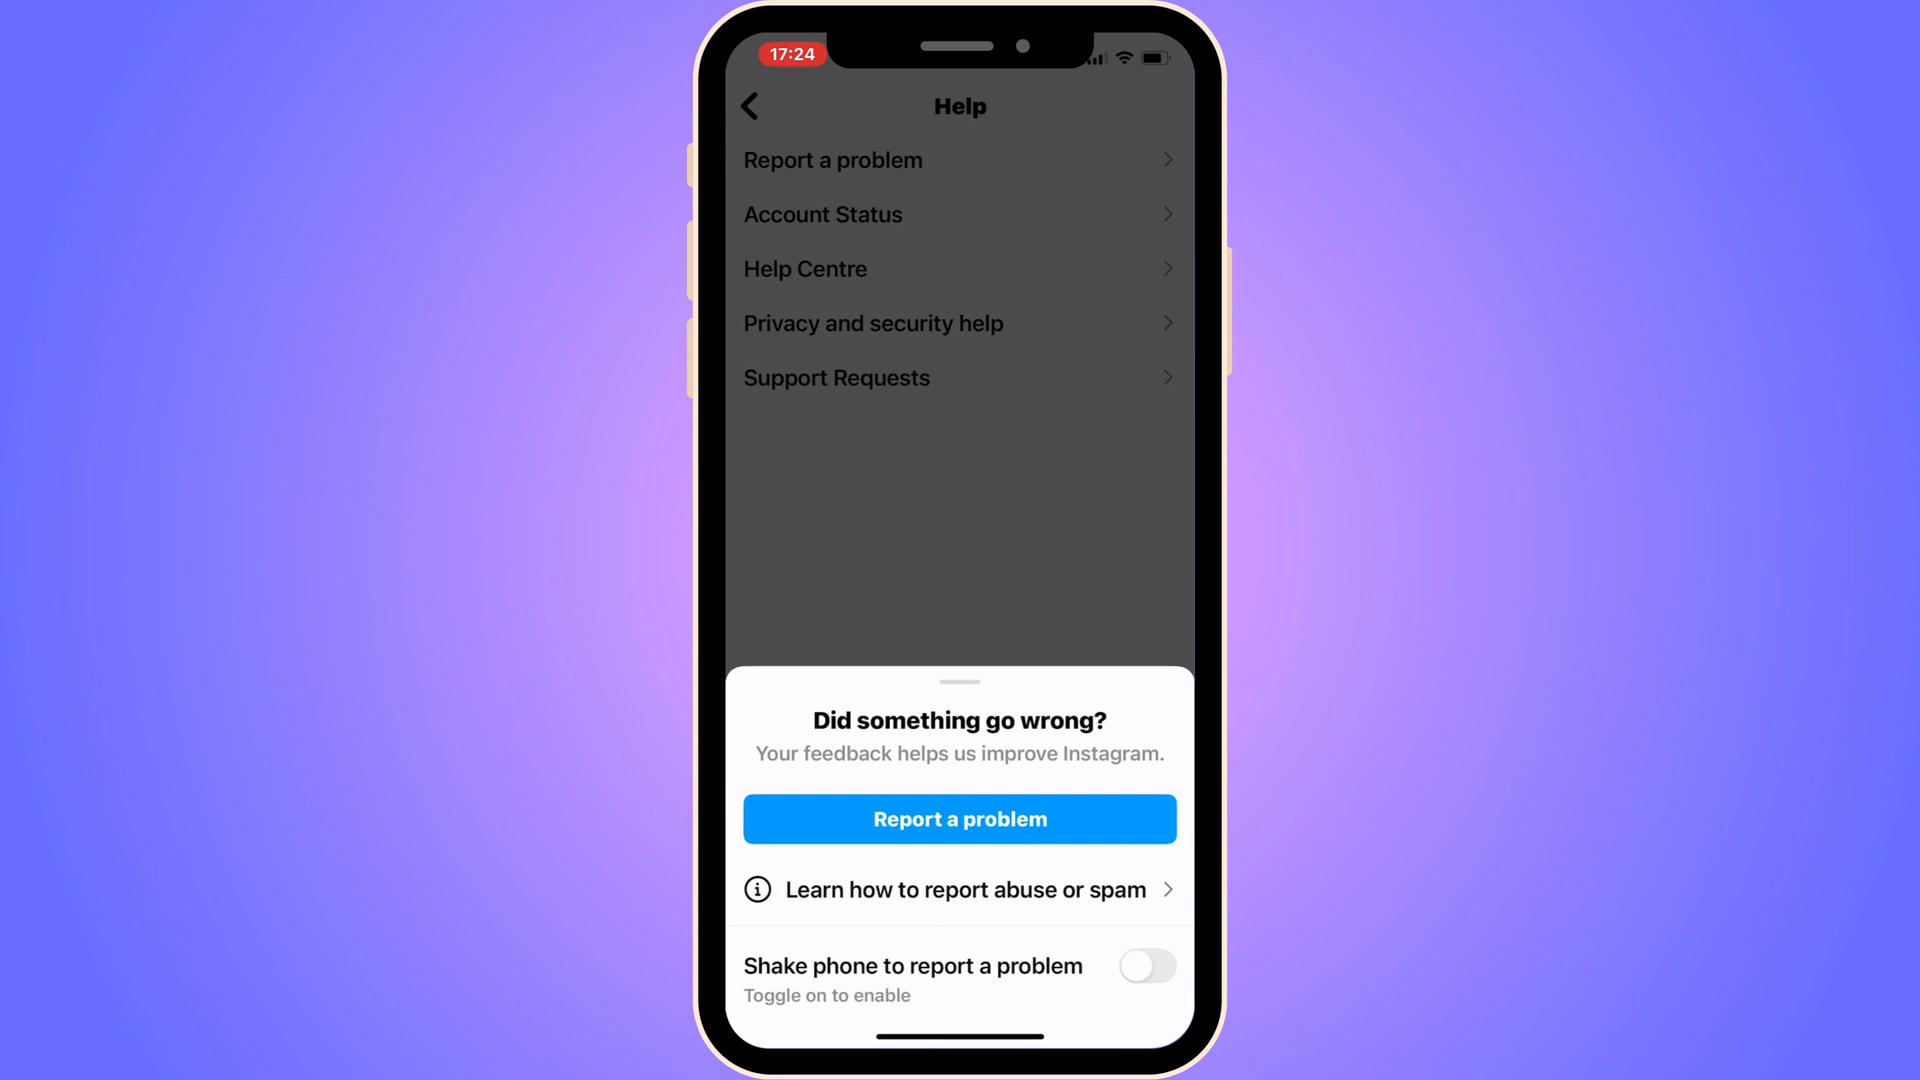 17:24
Help
Report a problem
Account Status
Help Centre
Privacy and security help
Support Requests
Did something go wrong?
Your feedback helps us improve Instagram.
Report a problem
Learn how to report abuse or spam
Shake phone to report a problem
Toggle on to enable